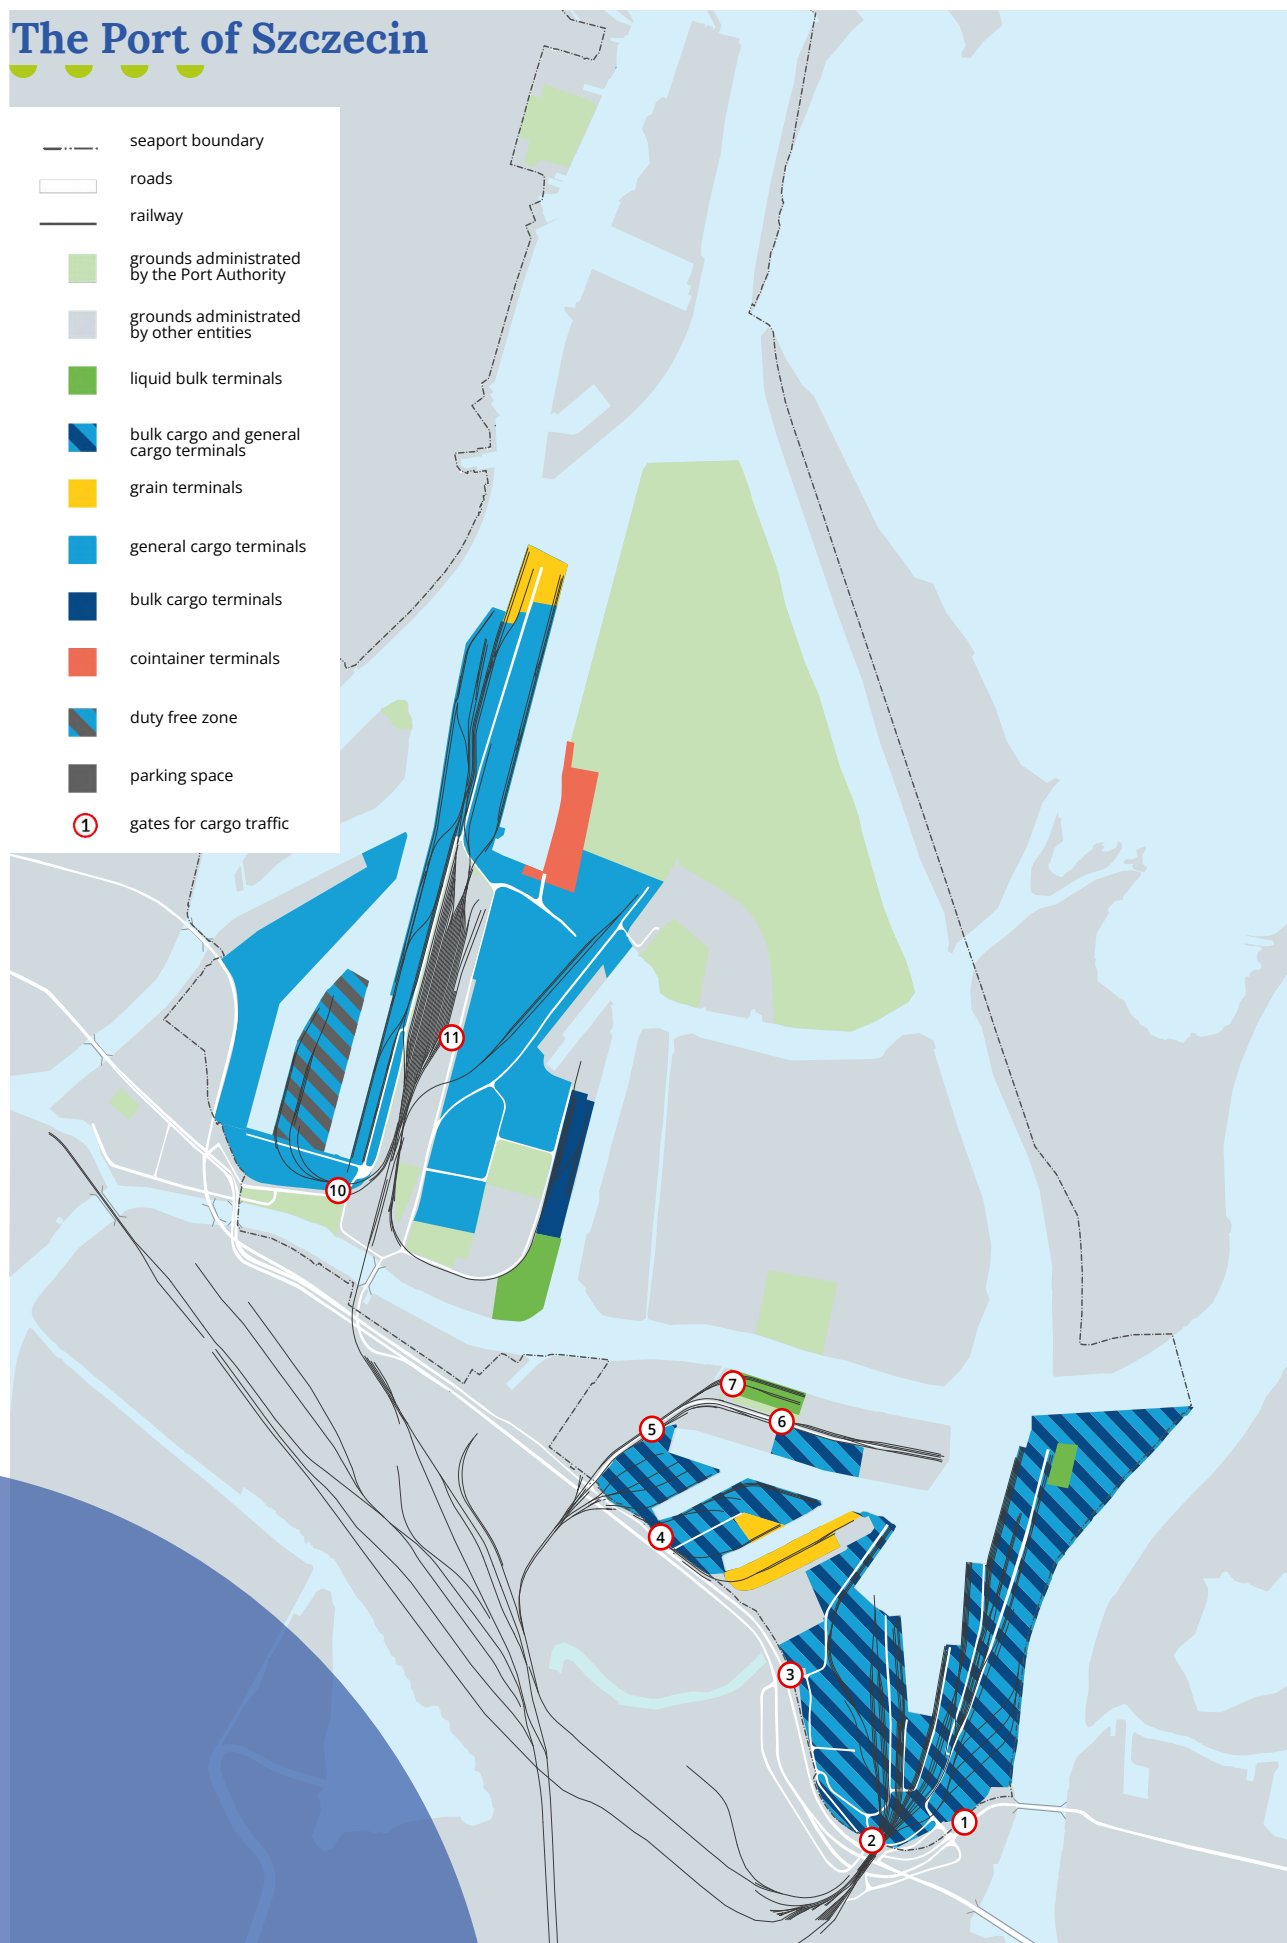 The Port of Szczecin
seaport boundary
roads
railway
grounds administrated
by the Port Authority
grounds administrated
by other entities
liquid bulk terminals
bulk cargo and general
cargo terminals
grain terminals
general cargo terminals
bulk cargo terminals
cointainer terminals
duty free zone
parking space
1
gates for cargo traffic
11
10
7
6
5
4
3
1
2